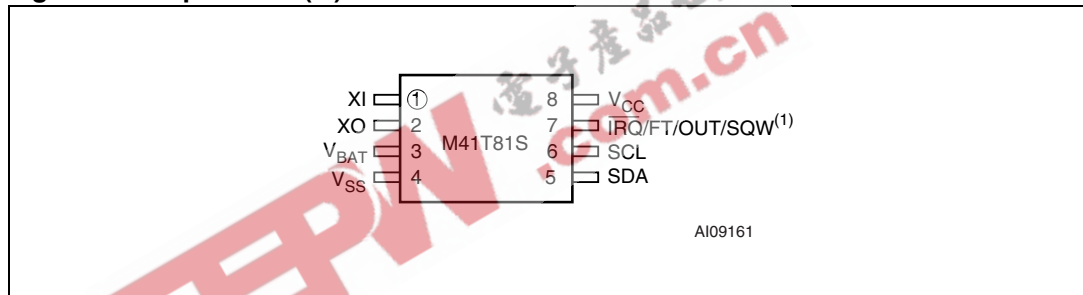 XI 1 8 VCC
XO 2 M41T81S 7 IRQ/FT/OUT/SQW(1)
VBAT 3 6 SCL
VSS 4 5 SDA
AI09161
.com.cn